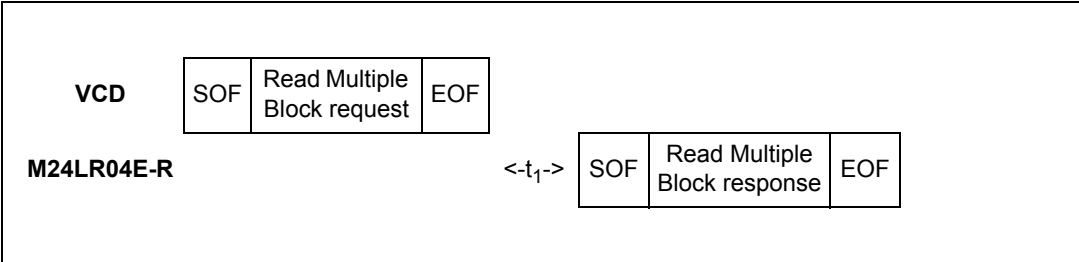 VCD SOF Read Multiple Block request EOF
M24LR04E-R <-t1-> SOF Read Multiple Block response EOF